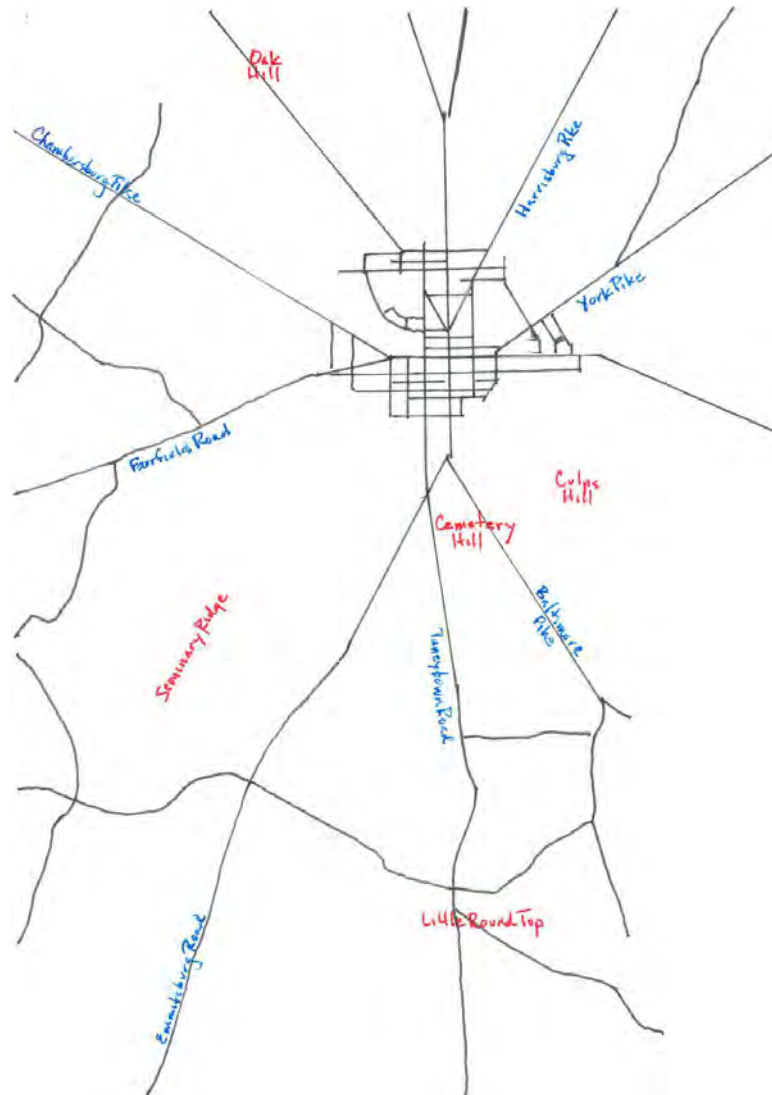 Oak
Hill
Chambersburg Pike
Harrisburg Pike
York Pike
Fairfield Road
Culps
Hill
Cemetery
Hill
Baltimore
Pike
Seminary Ridge
Taneytown Road
Little Round Top
Emmitsburg Road